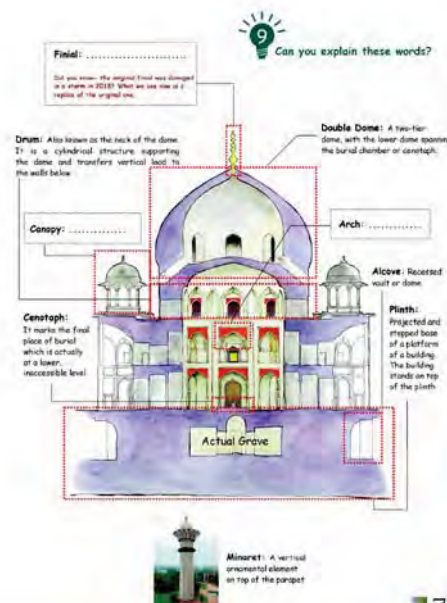 9
Can you explain these words?
Finial: ........................
Did you know- the original finial was damaged
in a storm in 2018? What we see now is a
replica of the original one.
Drum: Also known as the neck of the dome.
It is a cylindrical structure supporting
the dome and transfers vertical load to
the walls below
Double Dome: A two-tier
dome, with the lower dome spanning
the burial chamber or cenotaph.
Canopy: .............
Arch: .............
Alcove: Recessed
vault or dome
Cenotaph:
It marks the final
place of burial
which is actually
at a lower,
inaccessible level
Plinth:
Projected and
stepped base
of a platform
of a building.
The building
stands on top
of the plinth
Actual Grave
Minaret: A vertical
ornamental element
on top of the parapet
7